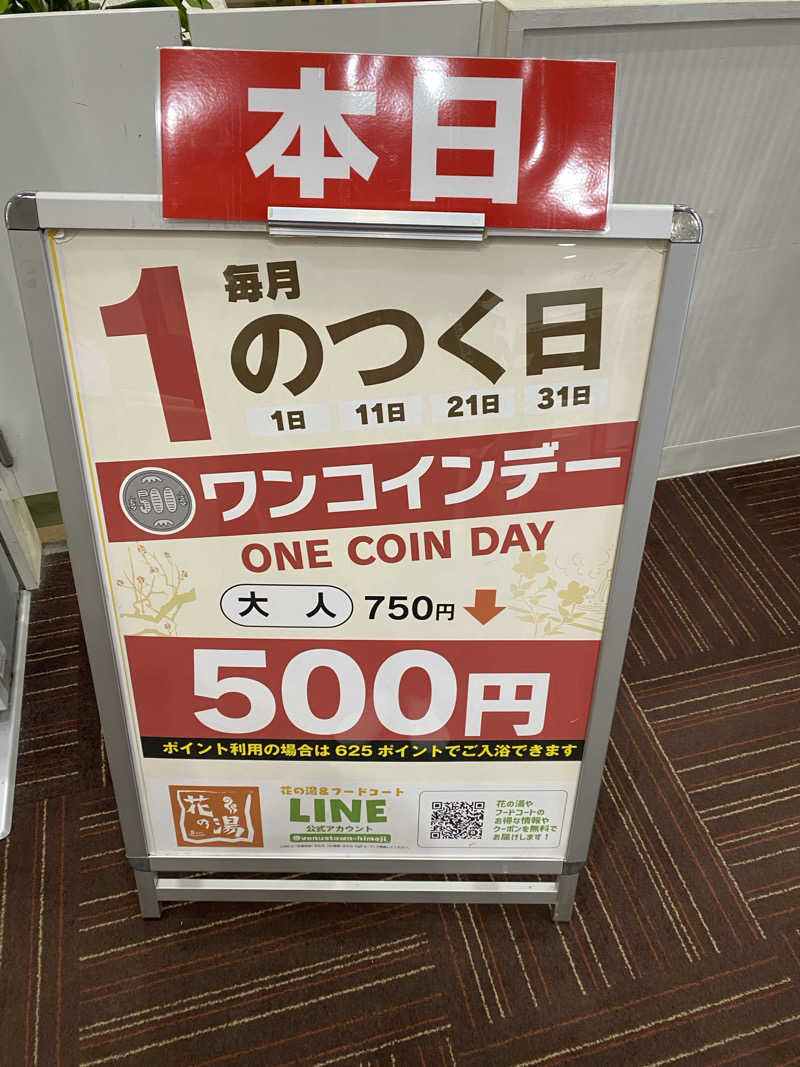 本日
毎月
1のつく日
1日 11日 21日 31日
500 ワンコインデー
ONE COIN DAY
大人 750円
500円
ポイント利用の場合は625ポイントでご入浴できます
花の湯
花の湯&フードコート
LINE
公式アカウント
@venustawn-himeji
花の湯や
フードコートの
お得な情報や
クーポンを無料で
お届けします!